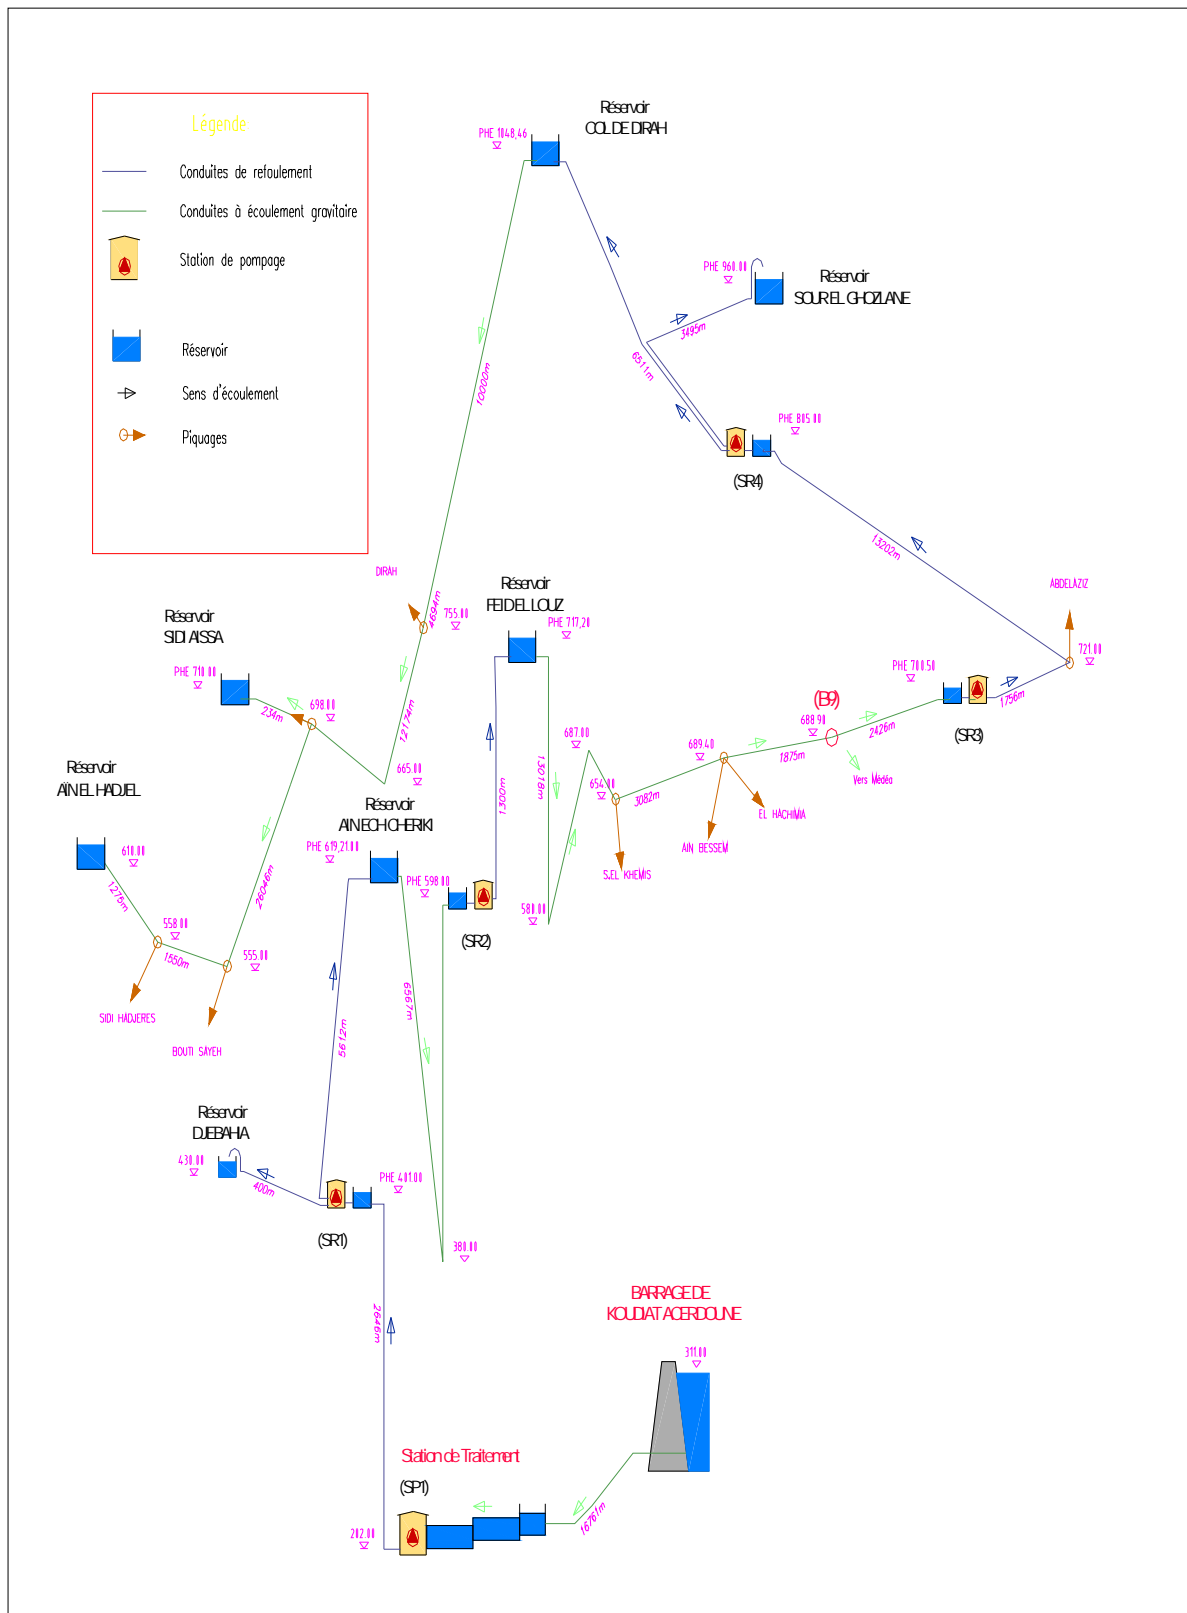 Légende:
Conduites de refoulement
Conduites à écoulement gravitaire
Station de pompage
Réservoir
Sens d'écoulement
Piquages
Réservoir
COL DE DIRAH
PHE 1048,46
PHE 960.00
Réservoir
SOUR EL GHOZLANE
3495m
6511m
10000m
PHE 805.00
(SR4)
13202m
ABDELAZIZ
721.00
DIRAH
4694m
755.00
Réservoir
FEID EL LOUZ
PHE 717,20
Réservoir
SIDI AISSA
PHE 710.00
234m
698.00
12174m
665.00
PHE 700.50
1756m
(SR3)
(B9)
688.90
2426m
689.40
1875m
Vers Médéa
687.00
654.00
3082m
EL HACHIMIA
AIN BESSEM
S.EL KHEMIS
13018m
1300m
580.00
Réservoir
AÏN EL HADJEL
610.00
1275m
558.00
1550m
555.00
26046m
SIDI HADJERES
BOUTI SAYEH
Réservoir
AIN ECH CHERIKI
PHE 619,21.00
PHE 598.00
(SR2)
6567m
5612m
Réservoir
DJEBAHIA
430.00
400m
PHE 401.00
(SR1)
380.00
2646m
BARRAGE DE
KOUDIAT ACERDOUNE
311.00
Station de Traitement
(SP1)
16761m
202.00